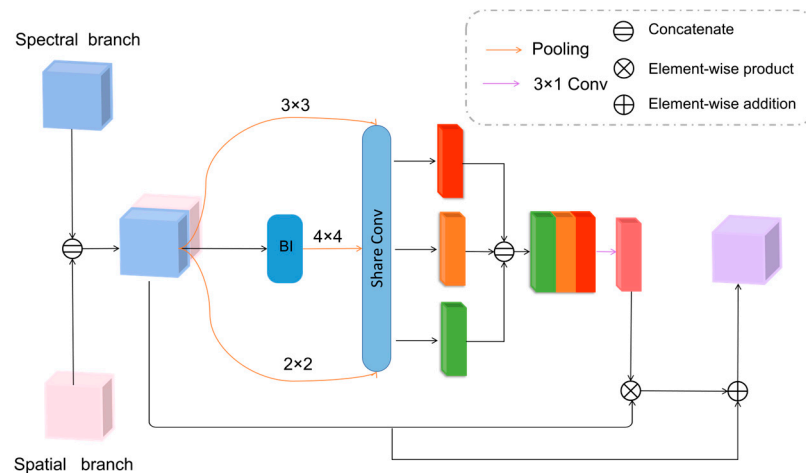 Spectral branch
Pooling
3×1 Conv
Concatenate
Element-wise product
Element-wise addition
3×3
BI
4×4
Share Conv
2×2
Spatial branch